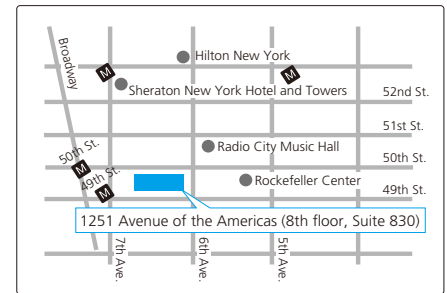 Broadway
Hilton New York
M
M
Sheraton New York Hotel and Towers
52nd St.
51st St.
50th St.
Radio City Music Hall
50th St.
M
49th St.
M
Rockefeller Center
49th St.
1251 Avenue of the Americas (8th floor, Suite 830)
7th Ave.
6th Ave.
5th Ave.